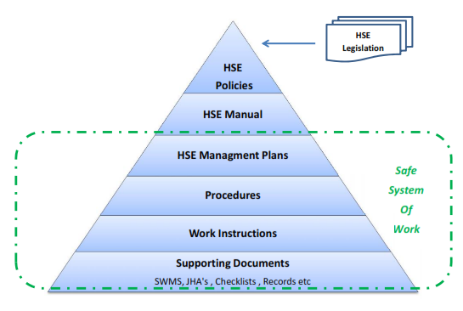 HSE
Legislation
HSE
Policies
HSE Manual
HSE Managment Plans
Procedures
Work Instructions
Supporting Documents
SWMS, JHA's , Checklists , Records etc
Safe
System
Of
Work